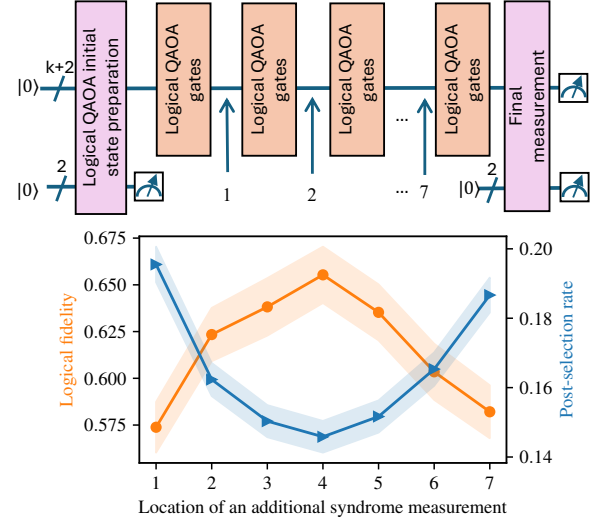 k+2
|0⟩
2
|0⟩
Logical QAOA initial
state preparation
Logical QAOA
gates
Logical QAOA
gates
Logical QAOA
gates
...
Logical QAOA
gates
Final
measurement
1
2
... 7
2
|0⟩
0.675
0.650
0.625
0.600
0.575
Logical fidelity
0.20
0.18
0.16
0.14
Post-selection rate
1 2 3 4 5 6 7
Location of an additional syndrome measurement